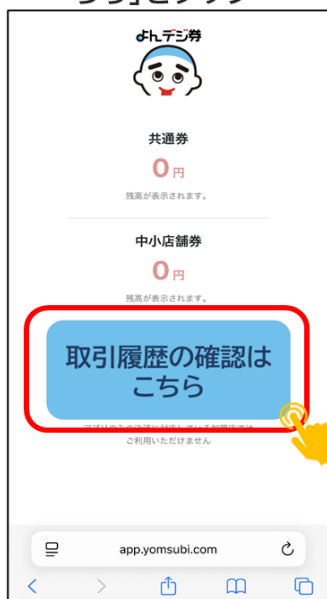 よんデジ券
共通券
0円
残高が表示されます。
中小店舗券
0円
残高が表示されます。
取引履歴の確認は
こちら
ご利用いただけません
app.yomsubi.com